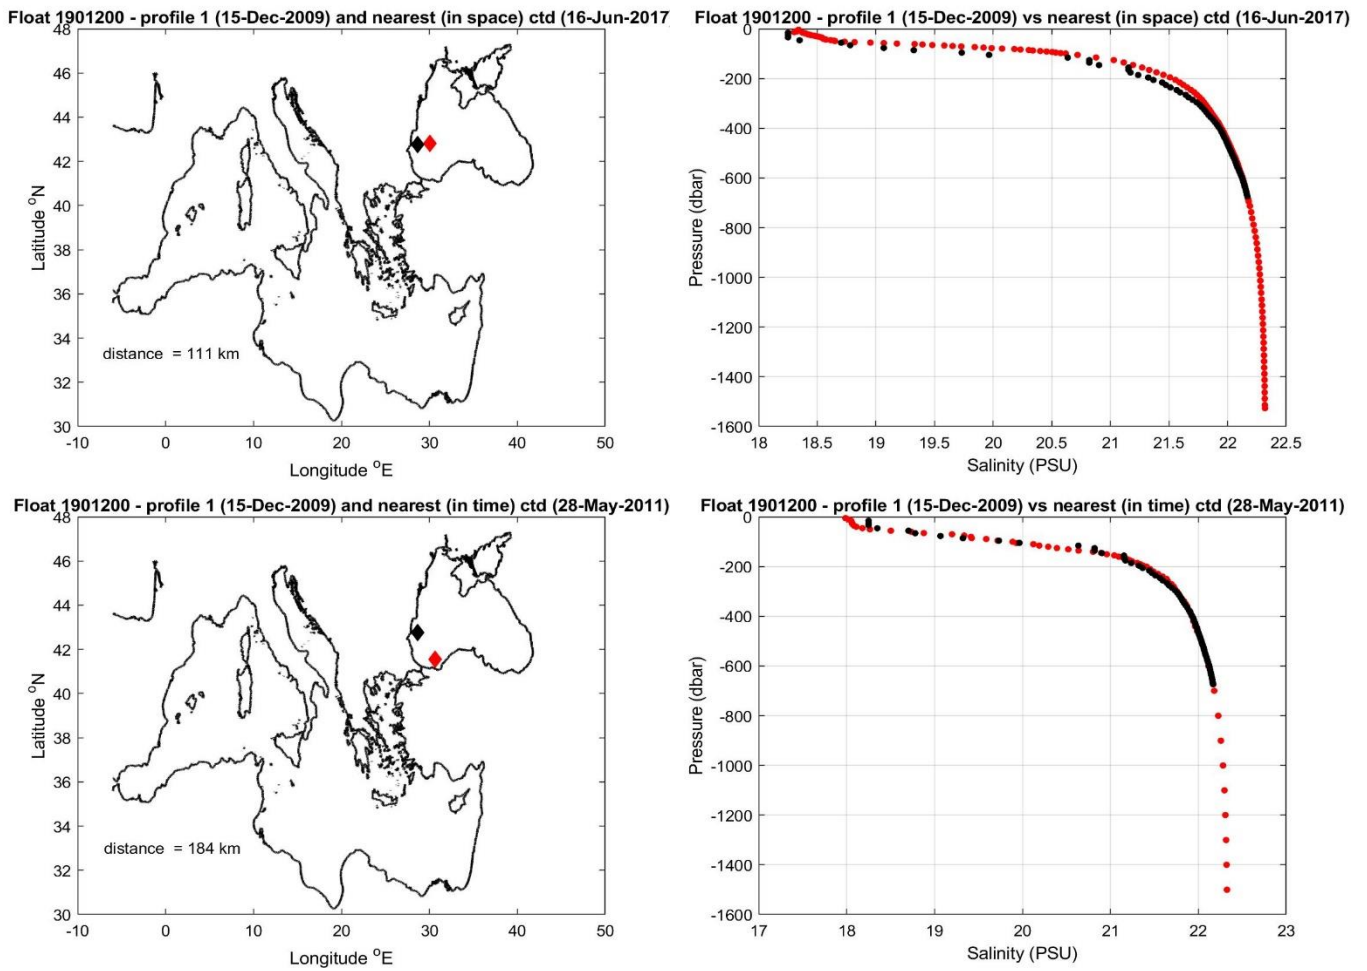 Float 1901200 - profile 1 (15-Dec-2009) and nearest (in space) ctd (16-Jun-2017
48
46
44
42
40
38
36
34
32
30
Latitude °N
distance = 111 km
-10 0 10 20 30 40 50
Longitude °E
Float 1901200 - profile 1 (15-Dec-2009) vs nearest (in space) ctd (16-Jun-2017)
0
-200
-400
-600
-800
-1000
-1200
-1400
-1600
Pressure (dbar)
18 18.5 19 19.5 20 20.5 21 21.5 22 22.5
Salinity (PSU)
Float 1901200 - profile 1 (15-Dec-2009) and nearest (in time) ctd (28-May-2011)
48
46
44
42
40
38
36
34
32
30
Latitude °N
distance = 184 km
-10 0 10 20 30 40 50
Longitude °E
Float 1901200 - profile 1 (15-Dec-2009) vs nearest (in time) ctd (28-May-2011)
0
-200
-400
-600
-800
-1000
-1200
-1400
-1600
Pressure (dbar)
17 18 19 20 21 22 23
Salinity (PSU)